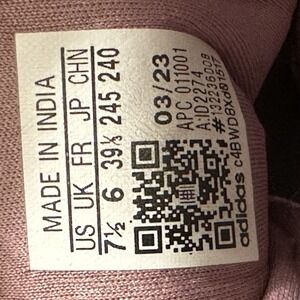 MADE IN INDIA
US UK FR JP CHN
7½ 6 39⅓ 245 240
03/23
APC 011001
A:ID2274
#
adidas